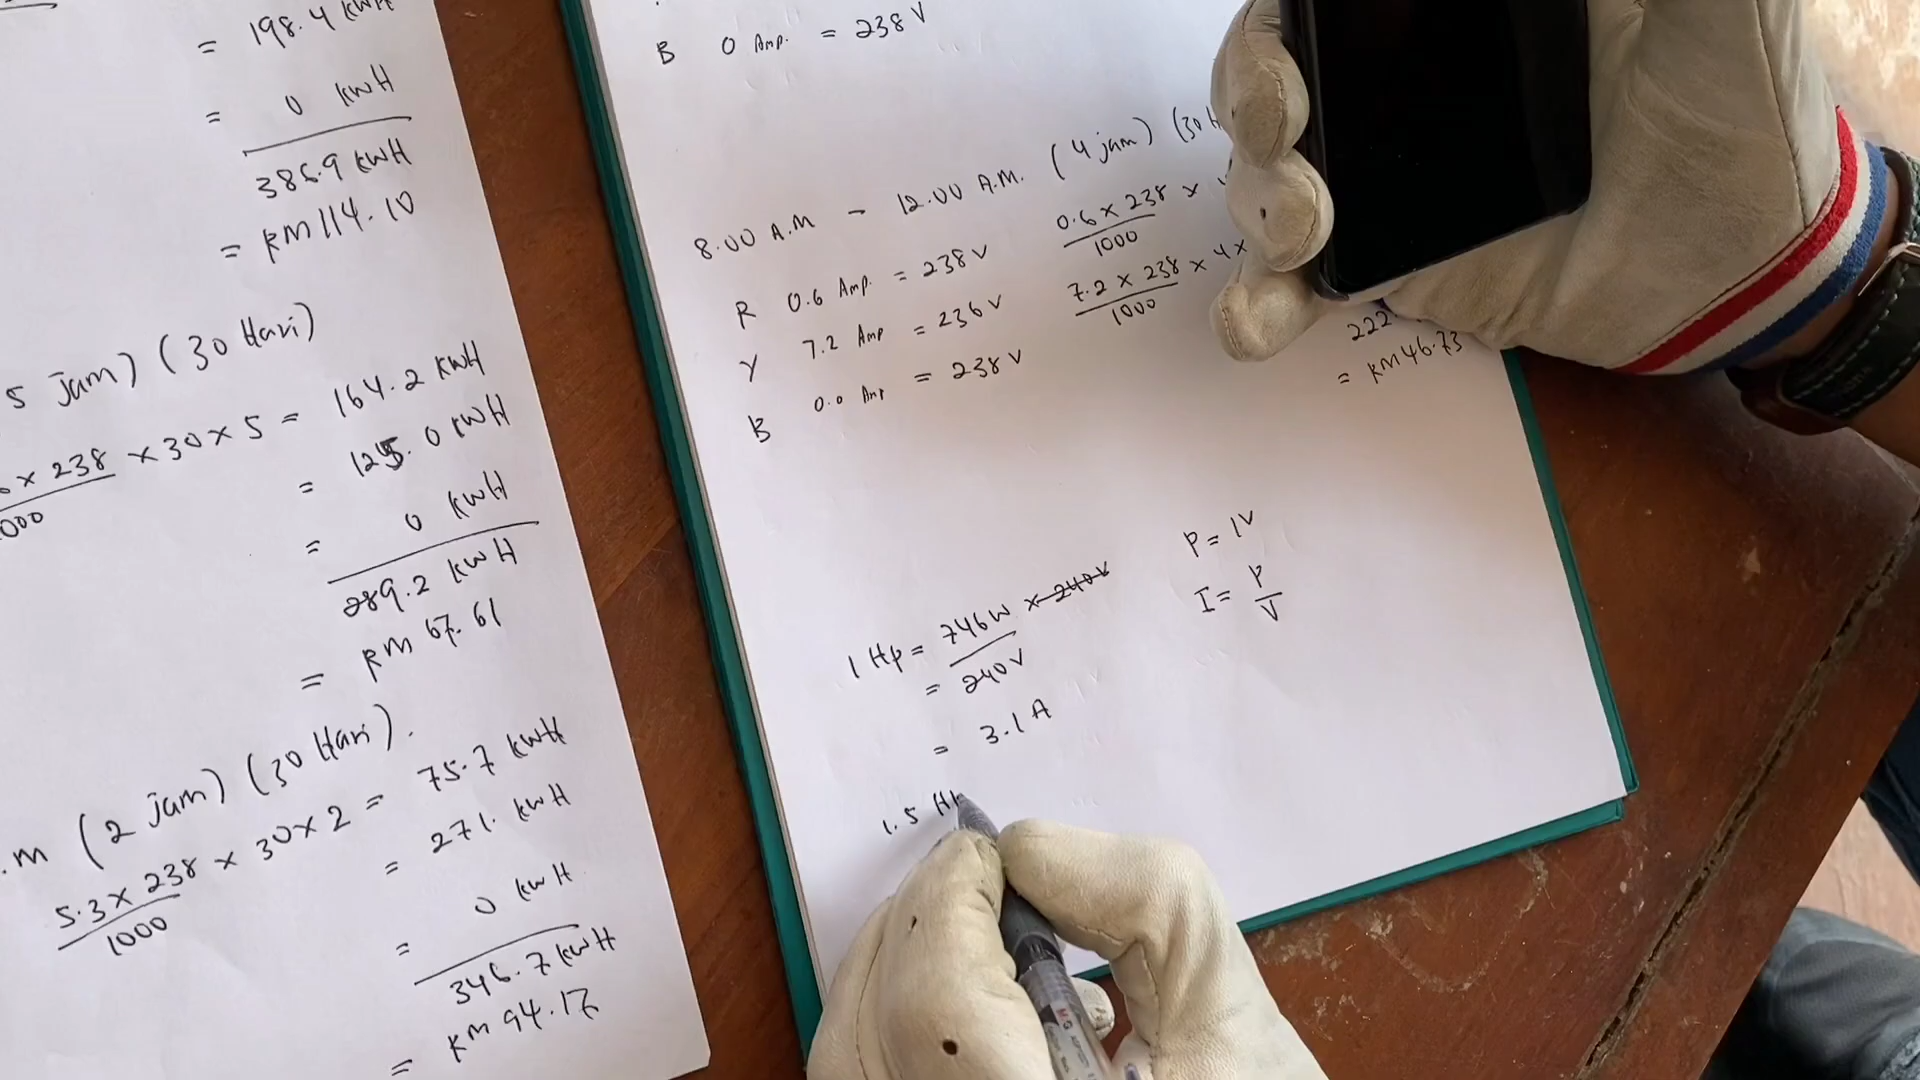 = 198.4 kWH
= 0 kWH
386.9 kWH
= RM114.10
5 jam) (30 Hari)
x 238 x 30 x 5 = 164.2 kWH
000
= 125.0 kWH
= 0 kWH
289.2 kWH
= RM 67.61
.m (2 jam) (30 Hari).
5.3 x 238 x 30 x 2 = 75.7 kWH
1000
= 271. kWH
= 0 kWH
346.7 kWH
= RM 94.17
B 0 Amp. = 238 V
8.00 A.M - 12.00 A.M. (4 jam) (30 H
R 0.6 Amp. = 238 V 0.6 x 238 x
1000
Y 7.2 Amp = 236 V 7.2 x 238 x 4 x
1000
B 0.0 Amp = 238 V
222
= RM46.73
1 Hp = 746W x 240V
= 240V
= 3.1 A
P = IV
I = P
V
1.5 Hp